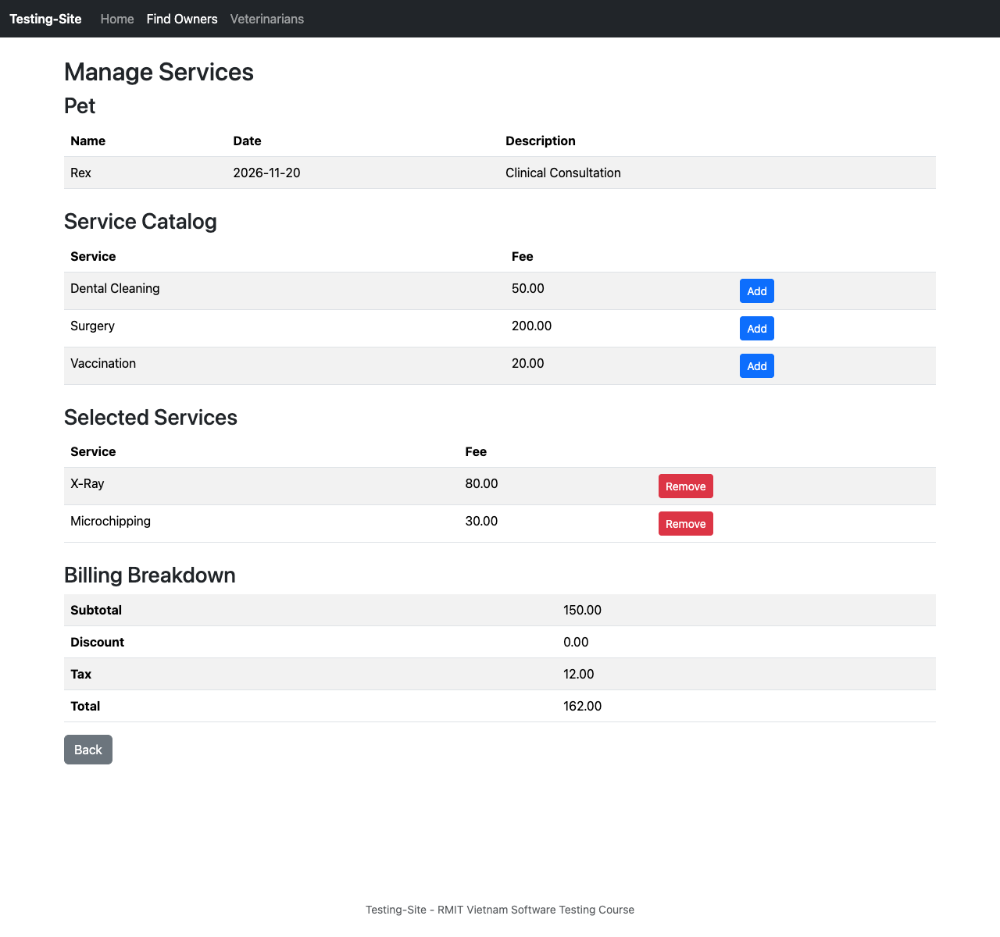 Testing-Site Home Find Owners Veterinarians
Manage Services
Pet
Name Date Description
Rex 2026-11-20 Clinical Consultation
Service Catalog
Service Fee
Dental Cleaning 50.00 Add
Surgery 200.00 Add
Vaccination 20.00 Add
Selected Services
Service Fee
X-Ray 80.00 Remove
Microchipping 30.00 Remove
Billing Breakdown
Subtotal 150.00
Discount 0.00
Tax 12.00
Total 162.00
Back
Testing-Site - RMIT Vietnam Software Testing Course